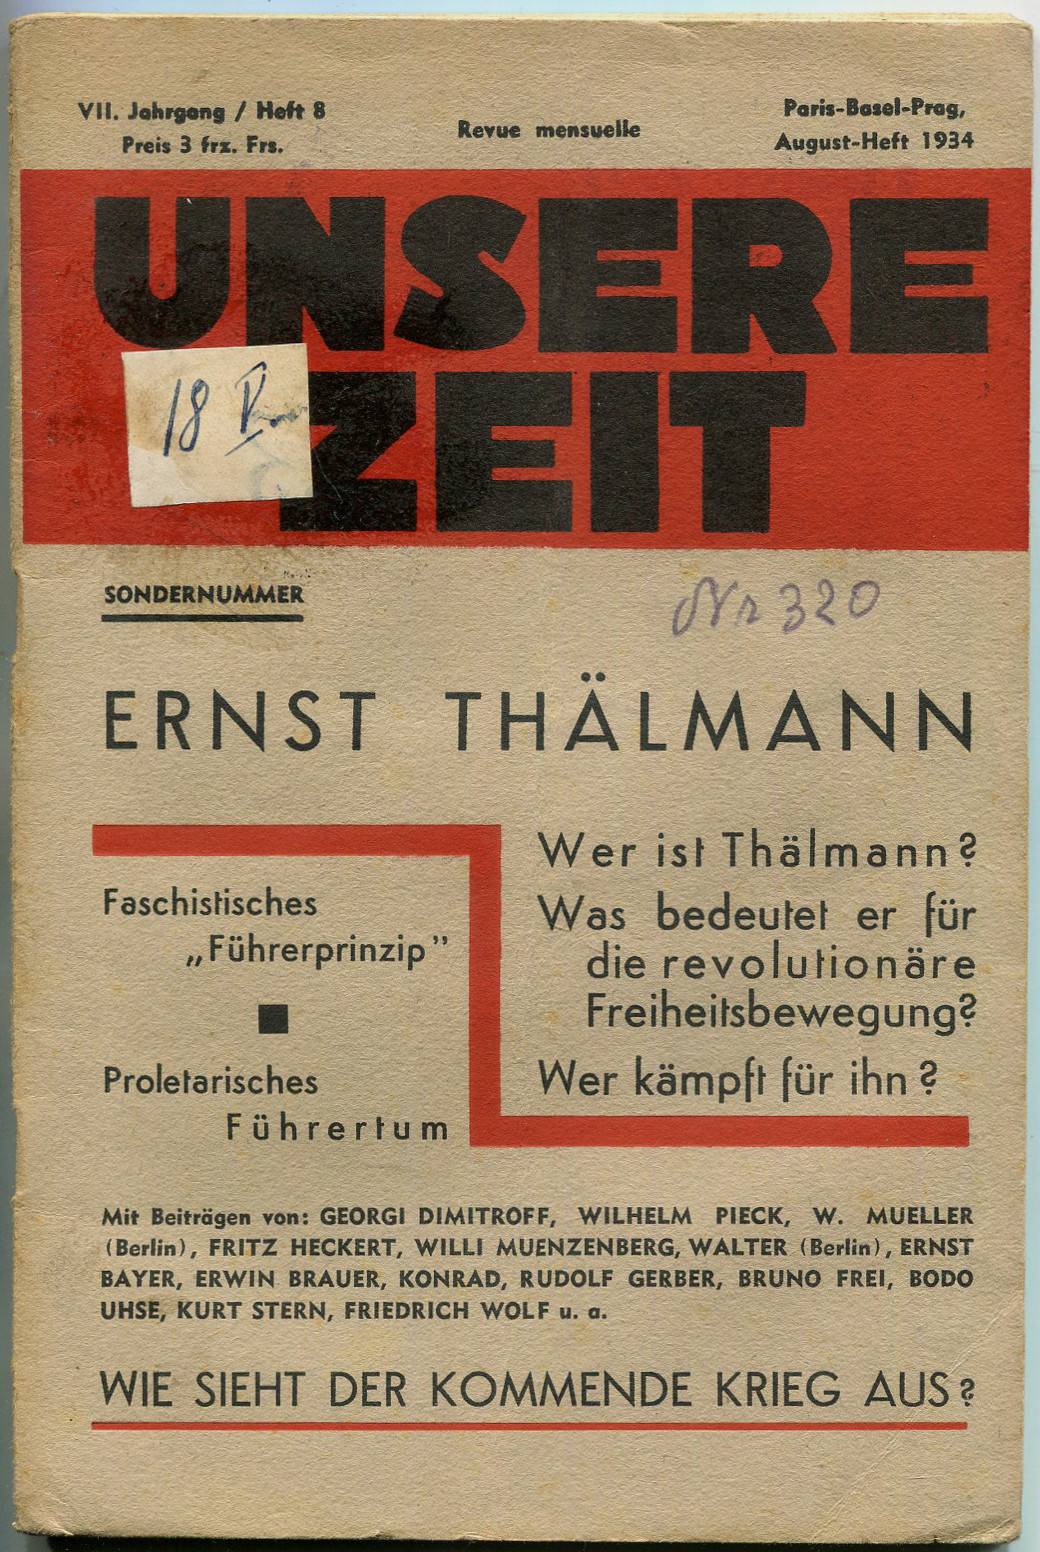 VII. Jahrgang / Heft 8
Preis 3 frz. Frs.
Revue mensuelle
Paris-Basel-Prag,
August-Heft 1934
UNSERE
ZEIT
18 V.
SONDERNUMMER
Nr 320
ERNST THÄLMANN
Faschistisches
„Führerprinzip”
Proletarisches
Führertum
Wer ist Thälmann?
Was bedeutet er für
die revolutionäre
Freiheitsbewegung?
Wer kämpft für ihn?
Mit Beiträgen von: GEORGI DIMITROFF, WILHELM PIECK, W. MUELLER
(Berlin), FRITZ HECKERT, WILLI MUENZENBERG, WALTER (Berlin), ERNST
BAYER, ERWIN BRAUER, KONRAD, RUDOLF GERBER, BRUNO FREI, BODO
UHSE, KURT STERN, FRIEDRICH WOLF u. a.
WIE SIEHT DER KOMMENDE KRIEG AUS?